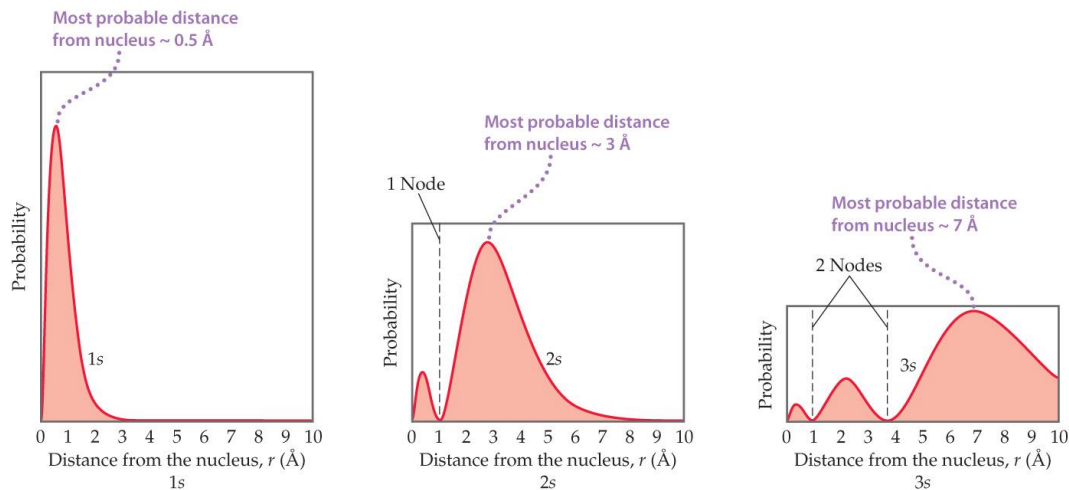 Most probable distance
from nucleus ~ 0.5 Å
Probability
1s
0 1 2 3 4 5 6 7 8 9 10
Distance from the nucleus, r (Å)
1s
Most probable distance
from nucleus ~ 3 Å
1 Node
Probability
2s
0 1 2 3 4 5 6 7 8 9 10
Distance from the nucleus, r (Å)
2s
Most probable distance
from nucleus ~ 7 Å
2 Nodes
Probability
3s
0 1 2 3 4 5 6 7 8 9 10
Distance from the nucleus, r (Å)
3s